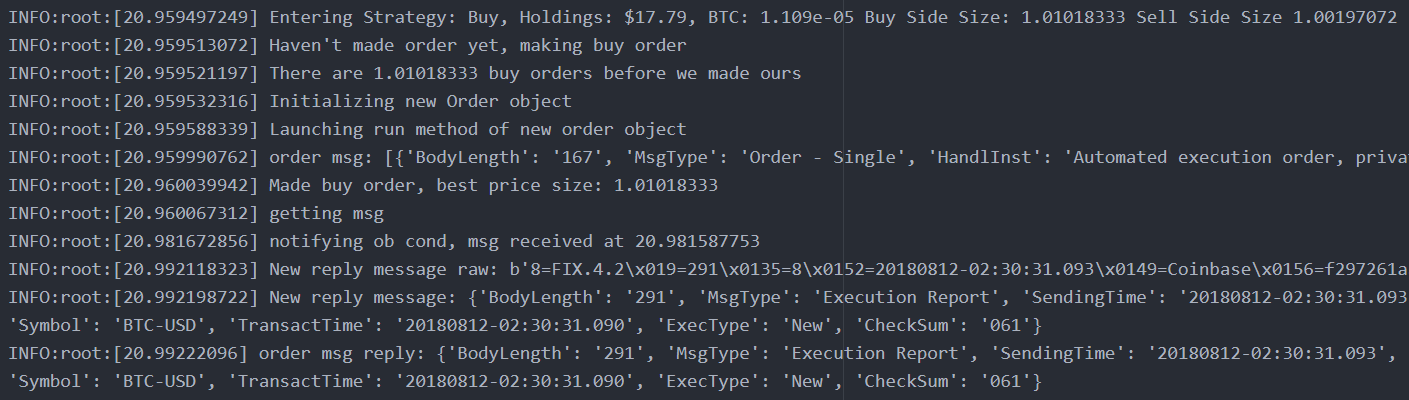 INFO:root:[20.959497249] Entering Strategy: Buy, Holdings: $17.79, BTC: 1.109e-05 Buy Side Size: 1.01018333 Sell Side Size 1.00197072
INFO:root:[20.959513072] Haven't made order yet, making buy order
INFO:root:[20.959521197] There are 1.01018333 buy orders before we made ours
INFO:root:[20.959532316] Initializing new Order object
INFO:root:[20.959588339] Launching run method of new order object
INFO:root:[20.959990762] order msg: [{'BodyLength': '167', 'MsgType': 'Order - Single', 'HandlInst': 'Automated execution order, priva
INFO:root:[20.960039942] Made buy order, best price size: 1.01018333
INFO:root:[20.960067312] getting msg
INFO:root:[20.981672856] notifying ob cond, msg received at 20.981587753
INFO:root:[20.992118323] New reply message raw: b'8=FIX.4.2\x019=291\x0135=8\x0152=20180812-02:30:31.093\x0149=Coinbase\x0156=f297261a
INFO:root:[20.992198722] New reply message: {'BodyLength': '291', 'MsgType': 'Execution Report', 'SendingTime': '20180812-02:30:31.093
'Symbol': 'BTC-USD', 'TransactTime': '20180812-02:30:31.090', 'ExecType': 'New', 'CheckSum': '061'}
INFO:root:[20.99222096] order msg reply: {'BodyLength': '291', 'MsgType': 'Execution Report', 'SendingTime': '20180812-02:30:31.093',
'Symbol': 'BTC-USD', 'TransactTime': '20180812-02:30:31.090', 'ExecType': 'New', 'CheckSum': '061'}